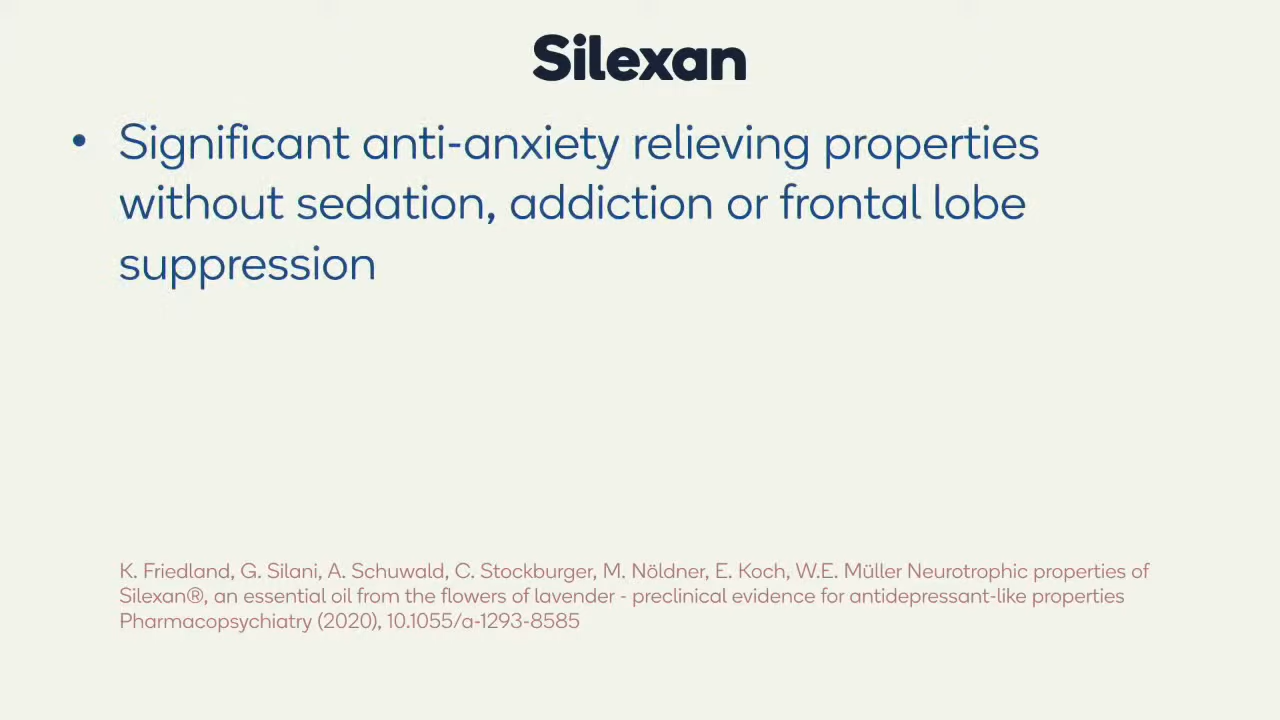 Silexan
• Significant anti-anxiety relieving properties
without sedation, addiction or frontal lobe
suppression
K. Friedland, G. Silani, A. Schuwald, C. Stockburger, M. Nöldner, E. Koch, W.E. Müller Neurotrophic properties of
Silexan®, an essential oil from the flowers of lavender - preclinical evidence for antidepressant-like properties
Pharmacopsychiatry (2020), 10.1055/a-1293-8585